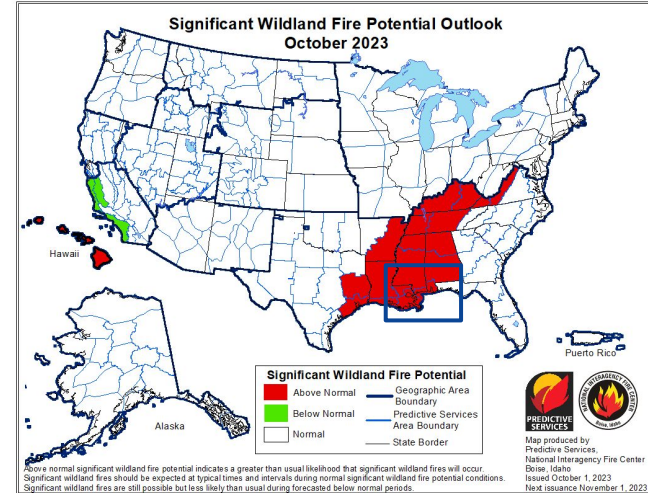 Significant Wildland Fire Potential Outlook
October 2023
Hawaii
Alaska
Puerto Rico
Significant Wildland Fire Potential
Above Normal
Below Normal
Normal
Geographic Area
Boundary
Predictive Services
Area Boundary
State Border
PREDICTIVE
SERVICES
NATIONAL INTERAGENCY FIRE CENTER
Boise, Idaho
Map produced by
Predictive Services,
National Interagency Fire Center
Boise, Idaho
Issued October 1, 2023
Next issuance November 1, 2023
Above normal significant wildland fire potential indicates a greater than usual likelihood that significant wildland fires will occur.
Significant wildland fires should be expected at typical times and intervals during normal significant wildland fire potential conditions.
Significant wildland fires are still possible but less likely than usual during forecasted below normal periods.